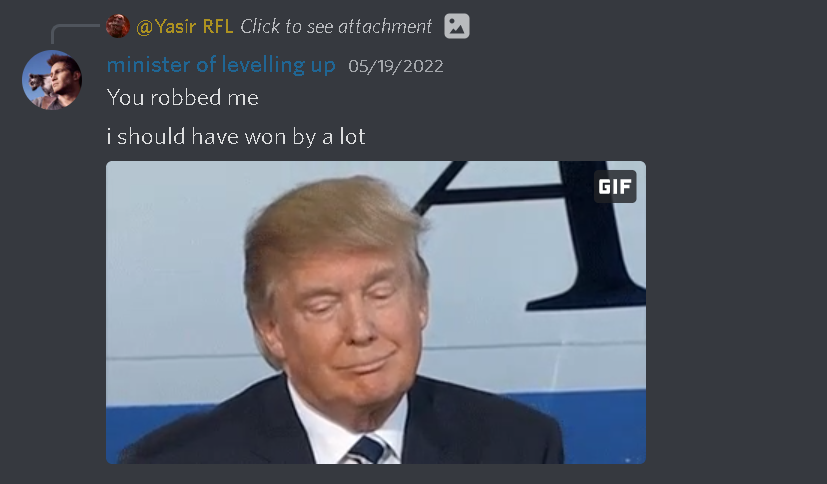 @Yasir RFL Click to see attachment
minister of levelling up 05/19/2022
You robbed me
i should have won by a lot
GIF
A